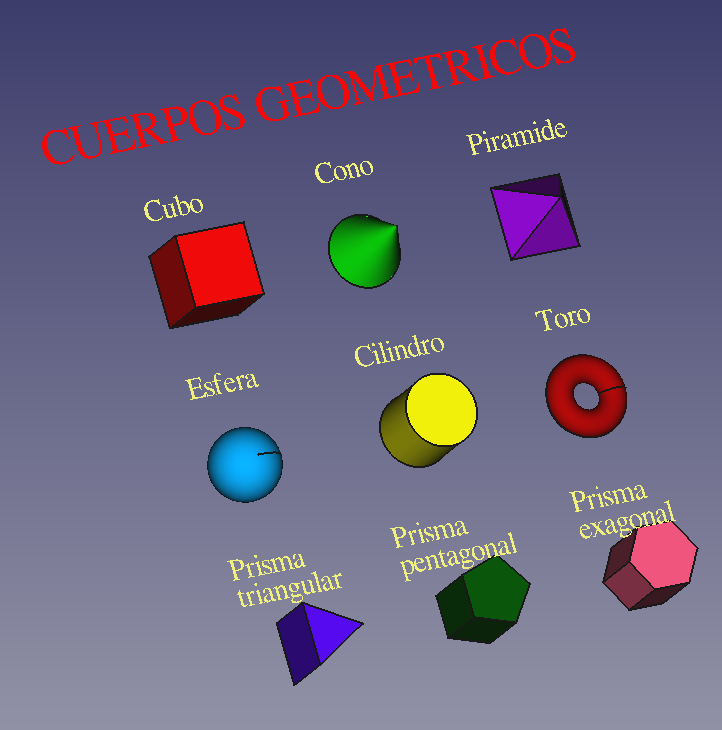 CUERPOS GEOMETRICOS
Cubo
Cono
Piramide
Esfera
Cilindro
Toro
Prisma
triangular
Prisma
pentagonal
Prisma
exagonal